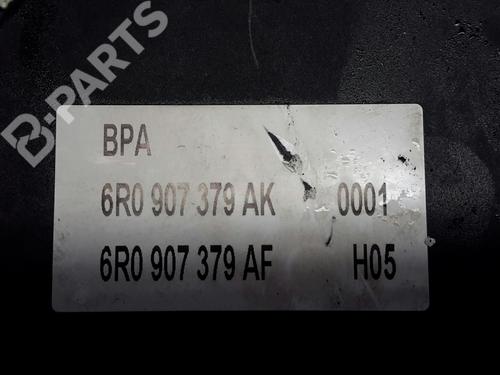 B-PARTS
BPA
6R0 907 379 AK 0001
6R0 907 379 AF H05